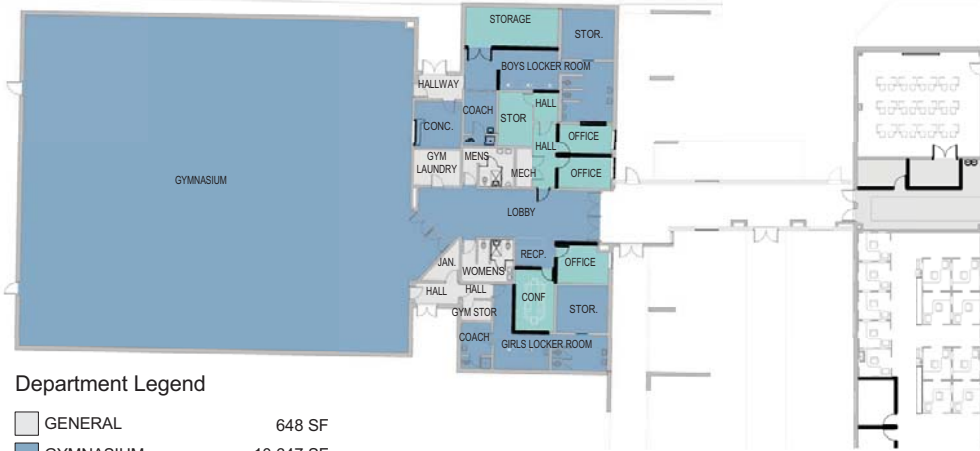 STORAGE
STOR.
BOYS LOCKER ROOM
HALLWAY
COACH
STOR
HALL
CONC.
OFFICE
HALL
GYM
LAUNDRY
MENS
MECH
OFFICE
GYMNASIUM
LOBBY
RECP.
JAN.
WOMENS
OFFICE
HALL
HALL
CONF
GYM STOR
STOR.
COACH
GIRLS LOCKER ROOM
Department Legend
GENERAL 648 SF